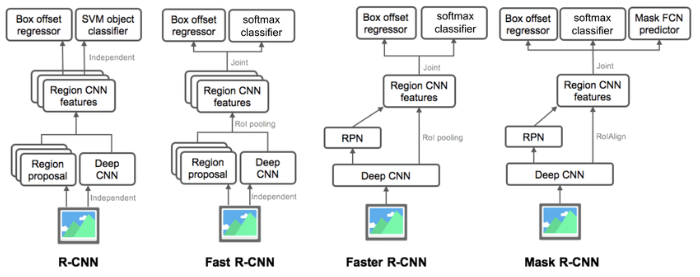 Box offset
regressor
SVM object
classifier
Independent
Region CNN
features
Region
proposal
Deep
CNN
Independent
R-CNN
Box offset
regressor
softmax
classifier
Joint
Region CNN
features
RoI pooling
Region
proposal
Deep
CNN
Independent
Fast R-CNN
Box offset
regressor
softmax
classifier
Joint
Region CNN
features
RPN
RoI pooling
Deep CNN
Faster R-CNN
Box offset
regressor
softmax
classifier
Mask FCN
predictor
Joint
Region CNN
features
RPN
RoIAlign
Deep CNN
Mask R-CNN